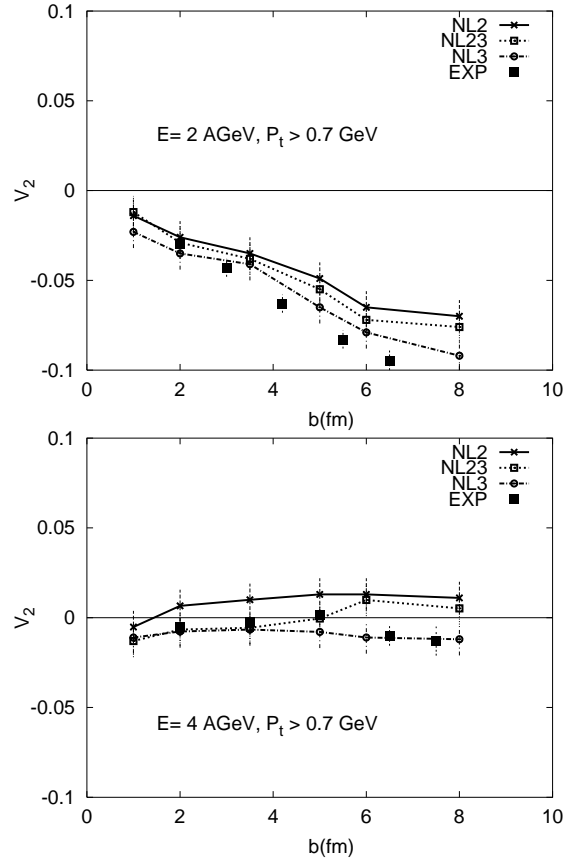 0.1
NL2
NL23
NL3
EXP
0.05
E= 2 AGeV, P_t > 0.7 GeV
V_2
0
-0.05
-0.1
0 2 4 6 8 10
b(fm)
0.1
NL2
NL23
NL3
EXP
0.05
V_2
0
-0.05
E= 4 AGeV, P_t > 0.7 GeV
-0.1
0 2 4 6 8 10
b(fm)